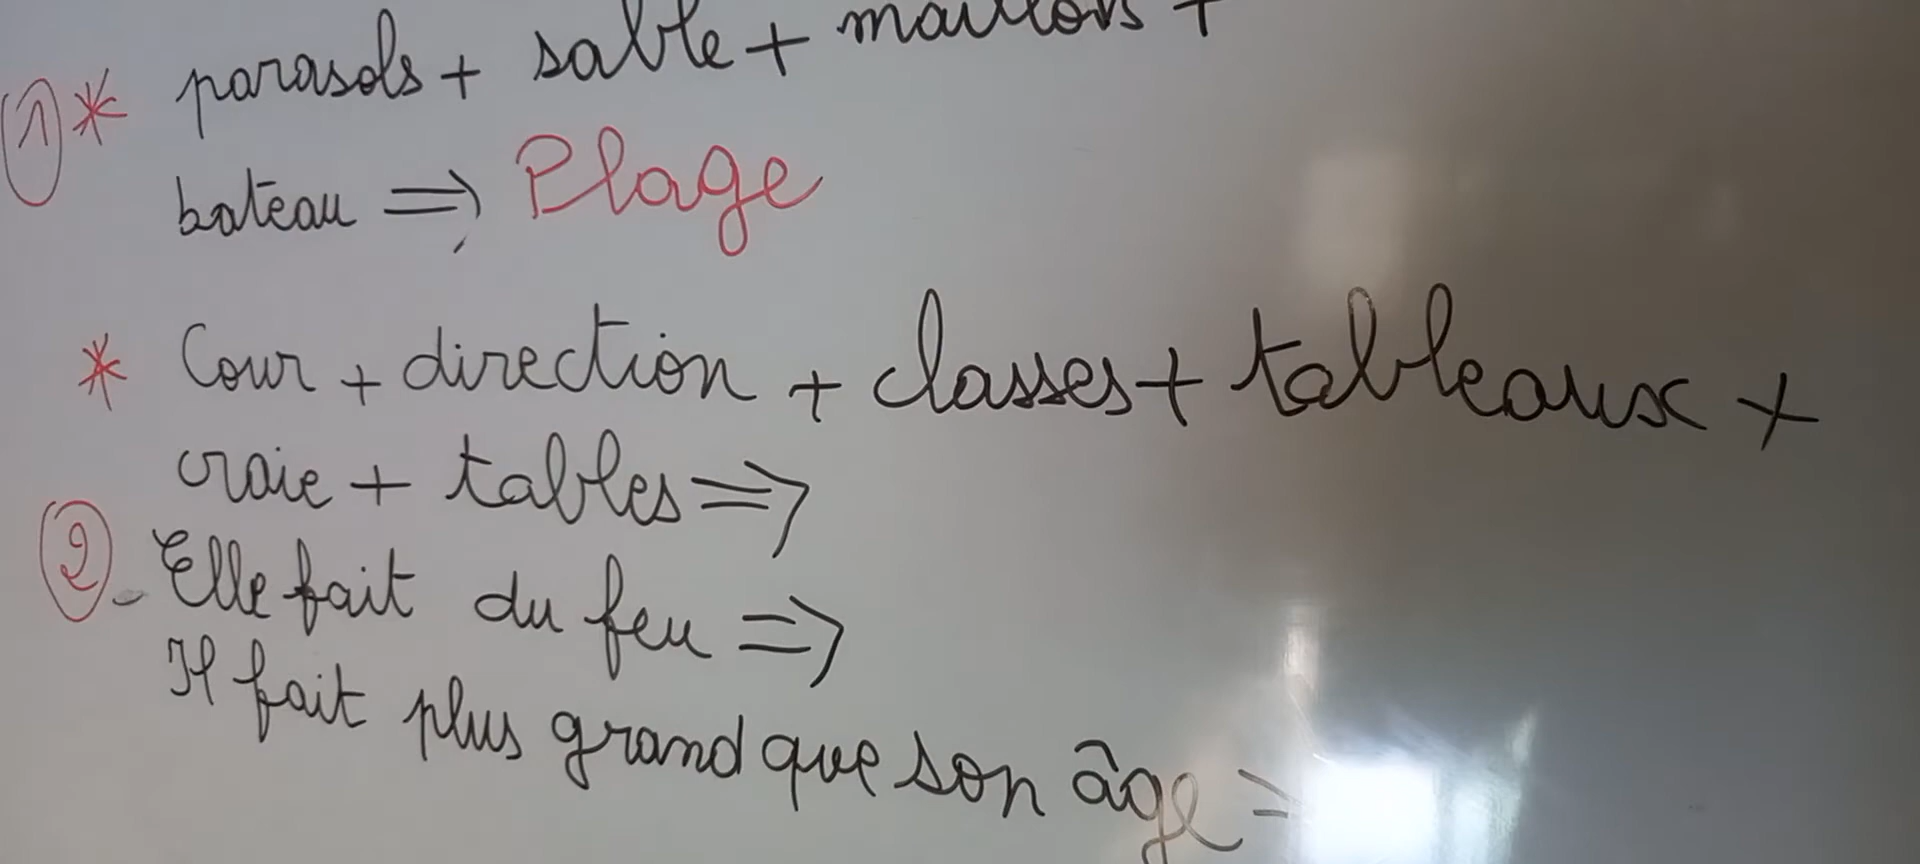 ① * parasols + sable + maillots +
bateau => Plage
* Cour + direction + classes + tableaux +
craie + tables =>
② - Elle fait du feu =>
Il fait plus grand que son âge =>